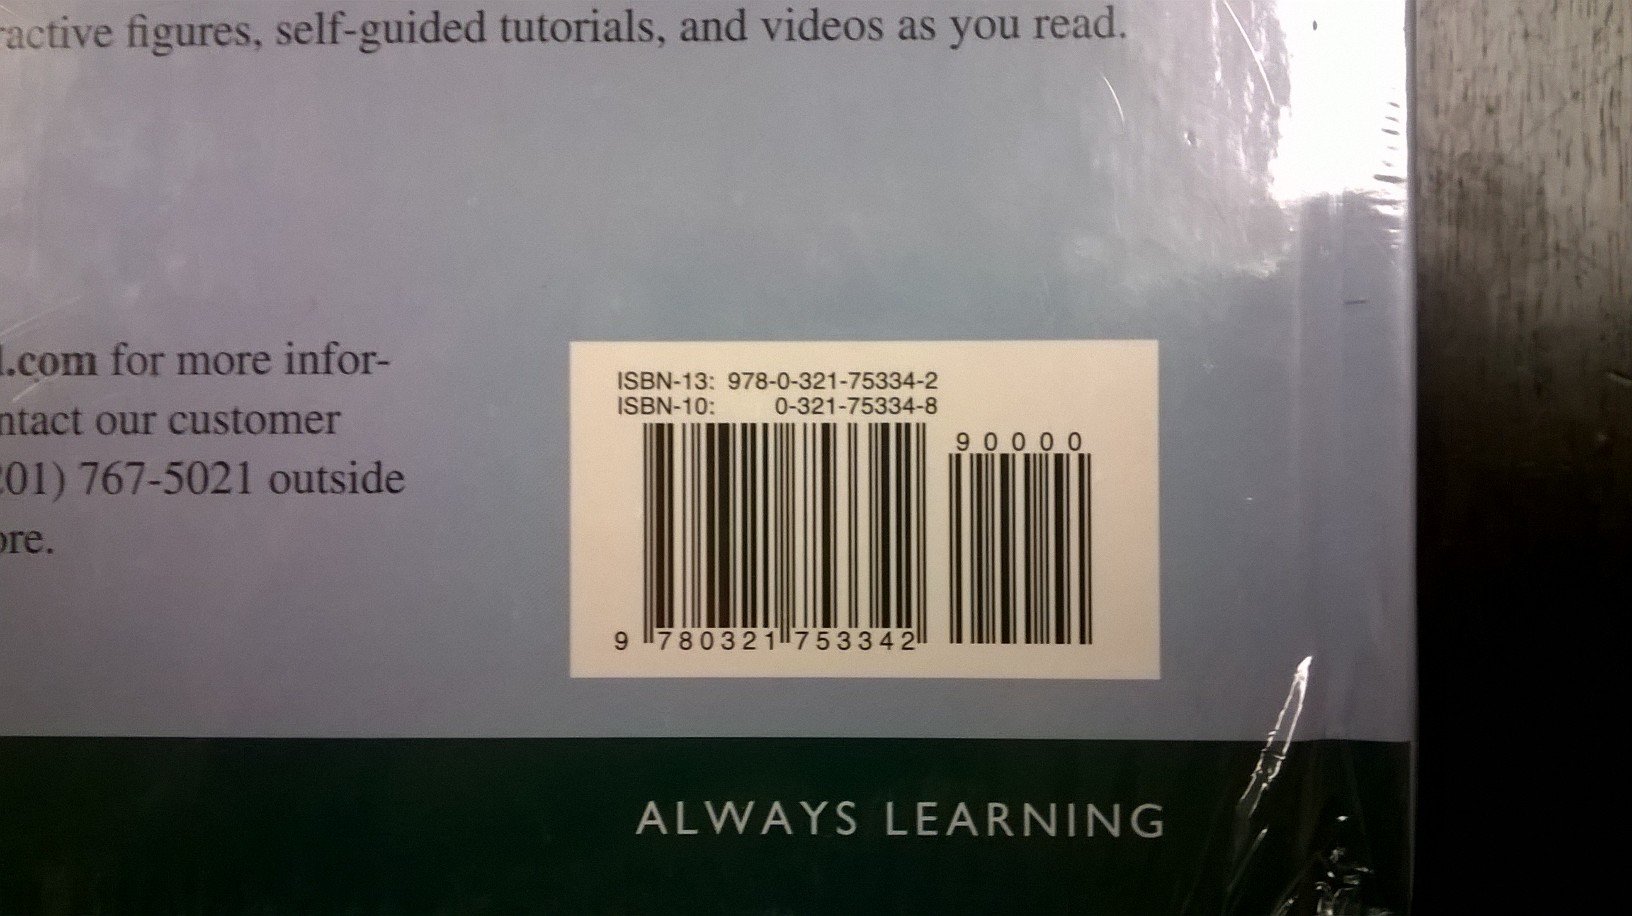 active figures, self-guided tutorials, and videos as you read.
.com for more infor-
ntact our customer
201) 767-5021 outside
ore.
ISBN-13: 978-0-321-75334-2
ISBN-10: 0-321-75334-8
90000
9 780321 753342
ALWAYS LEARNING